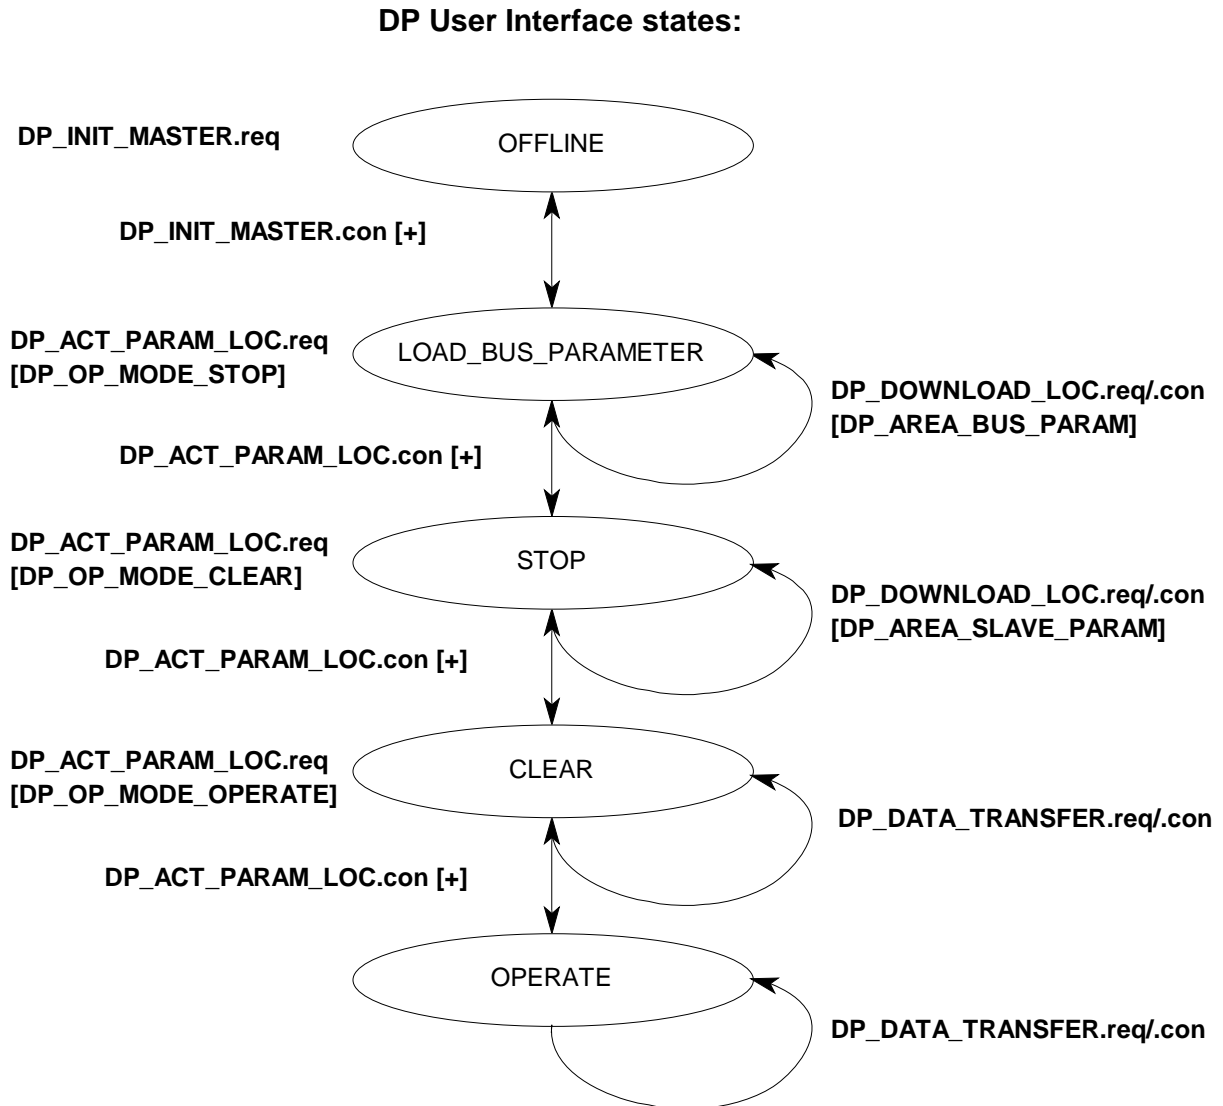 DP User Interface states:
DP_INIT_MASTER.req
OFFLINE
DP_INIT_MASTER.con [+]
DP_ACT_PARAM_LOC.req
[DP_OP_MODE_STOP]
LOAD_BUS_PARAMETER
DP_DOWNLOAD_LOC.req/.con
[DP_AREA_BUS_PARAM]
DP_ACT_PARAM_LOC.con [+]
DP_ACT_PARAM_LOC.req
[DP_OP_MODE_CLEAR]
STOP
DP_DOWNLOAD_LOC.req/.con
[DP_AREA_SLAVE_PARAM]
DP_ACT_PARAM_LOC.con [+]
DP_ACT_PARAM_LOC.req
[DP_OP_MODE_OPERATE]
CLEAR
DP_DATA_TRANSFER.req/.con
DP_ACT_PARAM_LOC.con [+]
OPERATE
DP_DATA_TRANSFER.req/.con